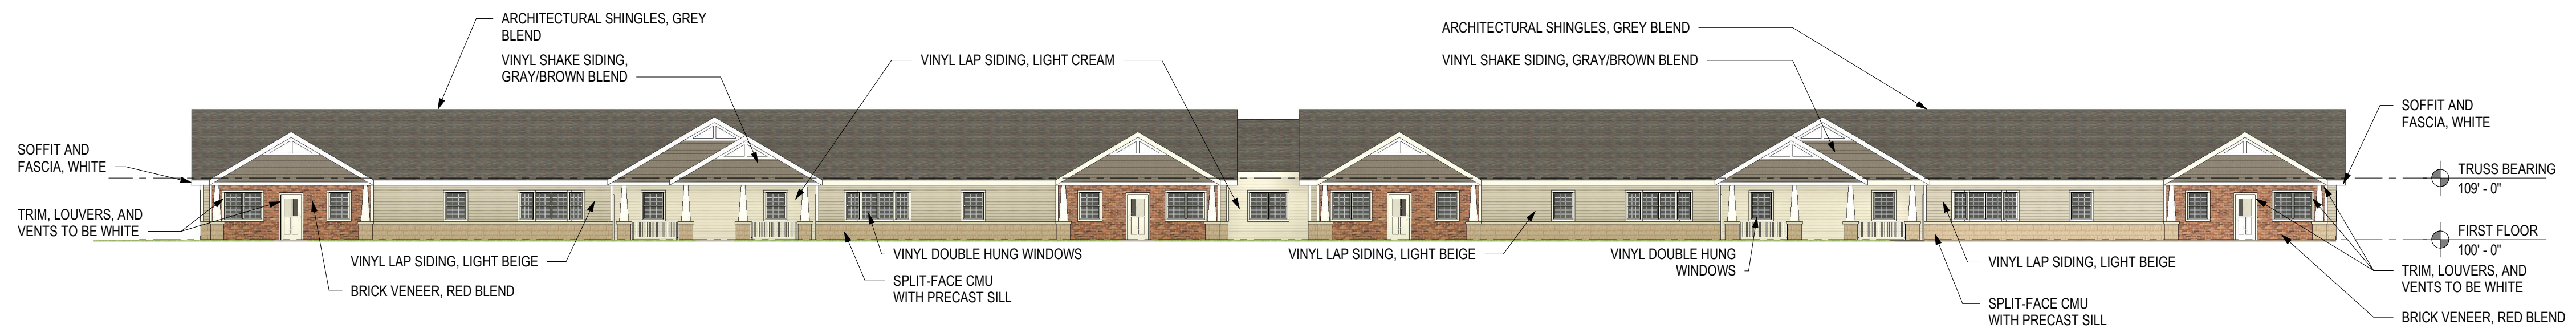 ARCHITECTURAL SHINGLES, GREY
BLEND
VINYL SHAKE SIDING,
GRAY/BROWN BLEND
VINYL LAP SIDING, LIGHT CREAM
ARCHITECTURAL SHINGLES, GREY BLEND
VINYL SHAKE SIDING, GRAY/BROWN BLEND
SOFFIT AND
FASCIA, WHITE
SOFFIT AND
FASCIA, WHITE
TRUSS BEARING
109' - 0"
TRIM, LOUVERS, AND
VENTS TO BE WHITE
FIRST FLOOR
100' - 0"
VINYL LAP SIDING, LIGHT BEIGE
BRICK VENEER, RED BLEND
VINYL DOUBLE HUNG WINDOWS
SPLIT-FACE CMU
WITH PRECAST SILL
VINYL LAP SIDING, LIGHT BEIGE
VINYL DOUBLE HUNG
WINDOWS
VINYL LAP SIDING, LIGHT BEIGE
SPLIT-FACE CMU
WITH PRECAST SILL
TRIM, LOUVERS, AND
VENTS TO BE WHITE
BRICK VENEER, RED BLEND